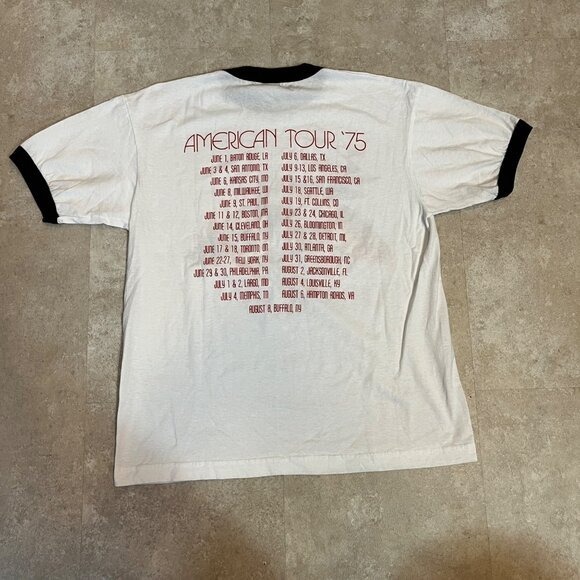 AMERICAN TOUR '75
JUNE 1, BATON ROUGE, LA
JUNE 3 & 4, SAN ANTONIO, TX
JUNE 6, KANSAS CITY, MO
JUNE 8, MILWAUKEE, WI
JUNE 9, ST. PAUL, MN
JUNE 11 & 12, BOSTON, MA
JUNE 14, CLEVELAND, OH
JUNE 15, BUFFALO, NY
JUNE 17 & 18, TORONTO, ON
JUNE 22-27, NEW YORK, NY
JUNE 29 & 30, PHILADELPHIA, PA
JULY 1 & 2, LARGO, MD
JULY 4, MEMPHIS, TN
JULY 6, DALLAS, TX
JULY 9-13, LOS ANGELES, CA
JULY 15 &16, SAN FRANCISCO, CA
JULY 18, SEATTLE, WA
JULY 19, FT. COLLINS, CO
JULY 23 & 24, CHICAGO, IL
JULY 26, BLOOMINGTON, IN
JULY 27 & 28, DETROIT, MI,
JULY 30, ATLANTA, GA
JULY 31, GREENSBOROUGH, NC
AUGUST 2, JACKSONVILLE, FL
AUGUST 4, LOUISVILLE, KY
AUGUST 6, HAMPTON ROADS, VA
AUGUST 8, BUFFALO, NY